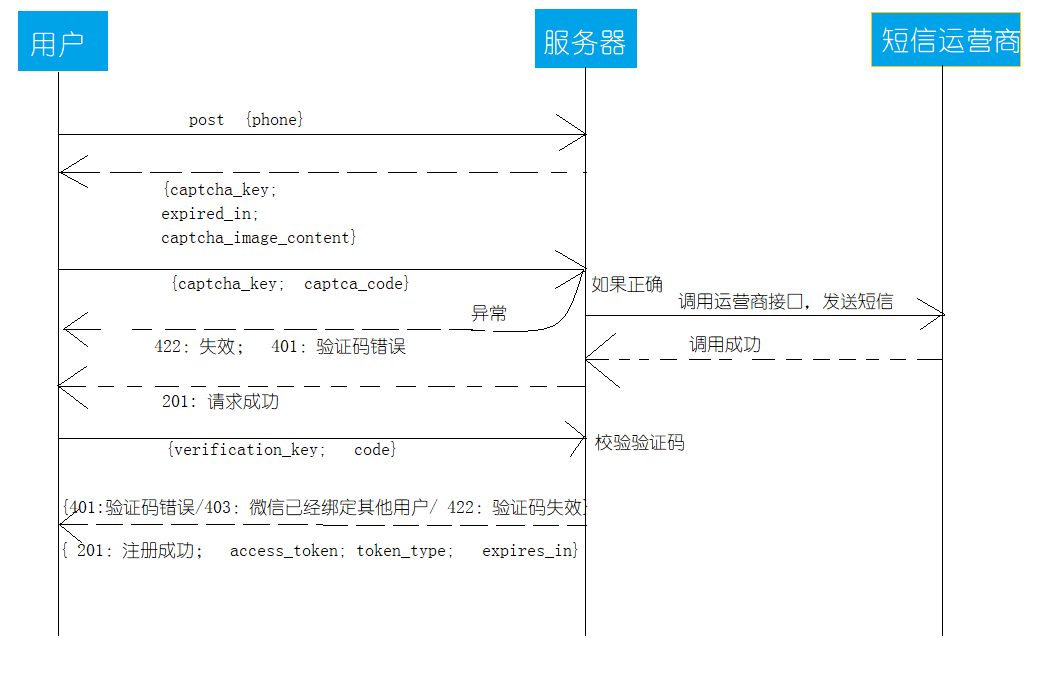 用户
服务器
短信运营商
post {phone}
{captcha_key;
expired_in;
captcha_image_content}
{captcha_key; captca_code}
如果正确
调用运营商接口，发送短信
异常
422: 失效； 401: 验证码错误
调用成功
201: 请求成功
{verification_key; code}
校验验证码
{401:验证码错误/403: 微信已经绑定其他用户/ 422: 验证码失效}
{ 201: 注册成功； access_token; token_type; expires_in}